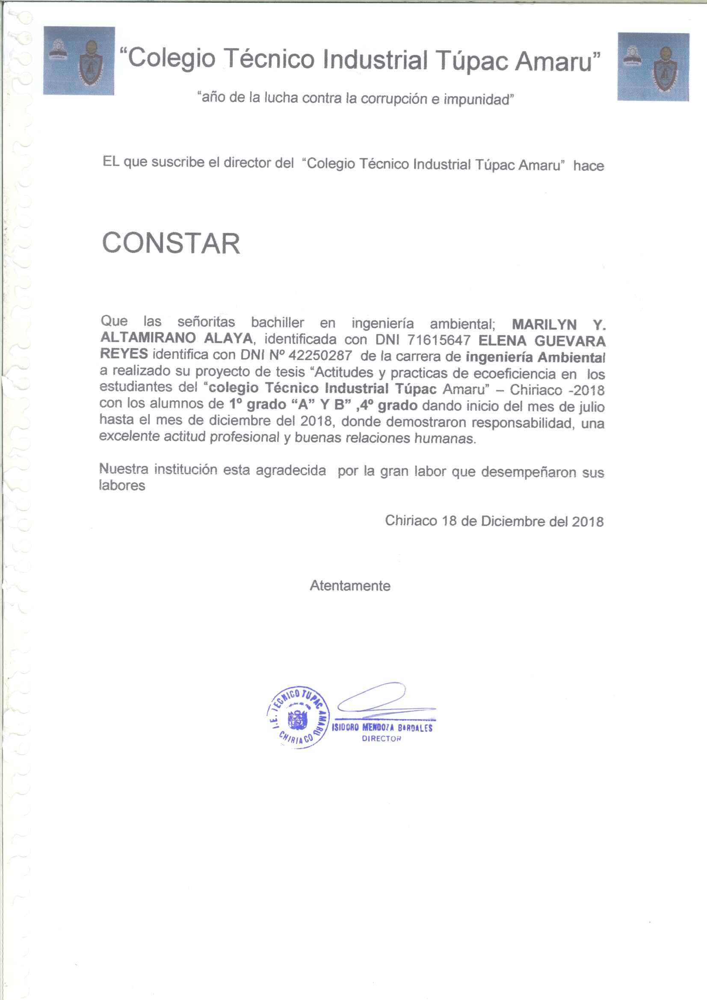 “Colegio Técnico Industrial Túpac Amaru”
“año de la lucha contra la corrupción e impunidad”
EL que suscribe el director del “Colegio Técnico Industrial Túpac Amaru” hace
CONSTAR
Que las señoritas bachiller en ingeniería ambiental; MARILYN Y.
ALTAMIRANO ALAYA, identificada con DNI 71615647 ELENA GUEVARA
REYES identifica con DNI Nº 42250287 de la carrera de ingeniería Ambiental
a realizado su proyecto de tesis “Actitudes y practicas de ecoeficiencia en los
estudiantes del “colegio Técnico Industrial Túpac Amaru” – Chiriaco -2018
con los alumnos de 1º grado “A” Y B” ,4º grado dando inicio del mes de julio
hasta el mes de diciembre del 2018, donde demostraron responsabilidad, una
excelente actitud profesional y buenas relaciones humanas.
Nuestra institución esta agradecida por la gran labor que desempeñaron sus
labores
Chiriaco 18 de Diciembre del 2018
Atentamente
I.E. TECNICO TUPAC AMARU
CHIRIACO
ISIDORO MENDOZA BARDALES
DIRECTOR